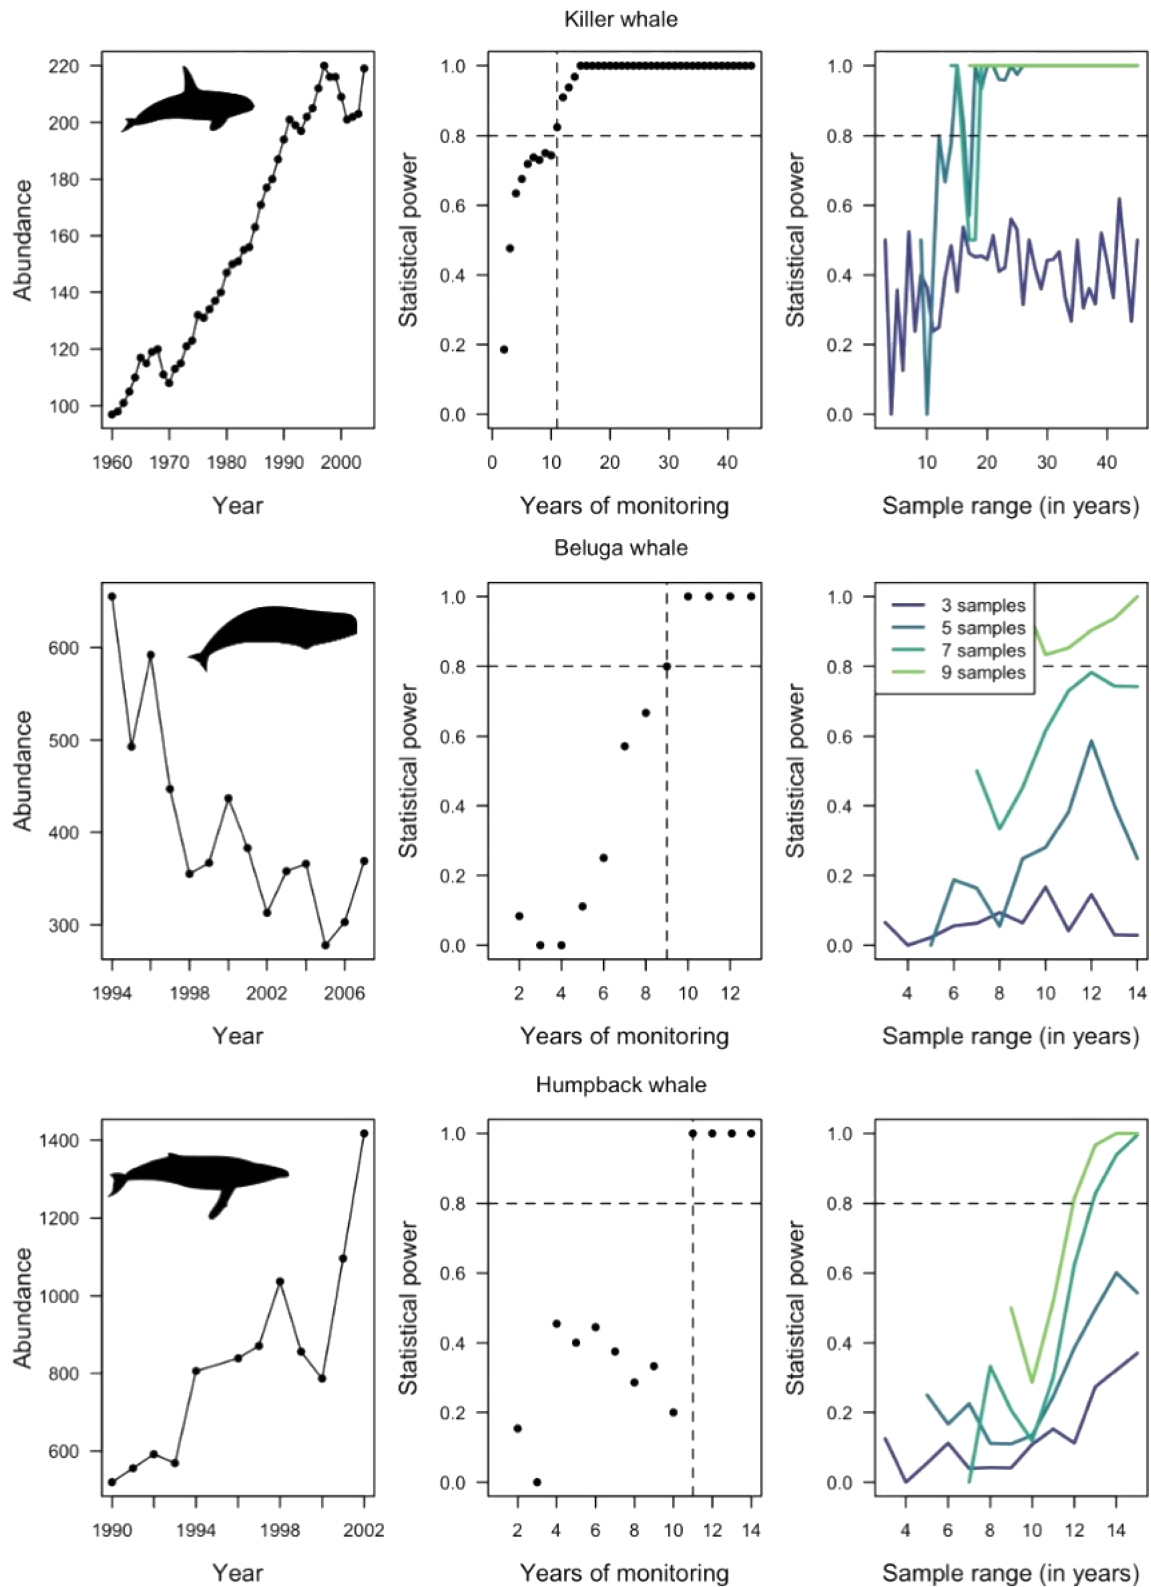 Killer whale
Abundance
220
200
180
160
140
120
100
1960 1970 1980 1990 2000
Year
Statistical power
1.0
0.8
0.6
0.4
0.2
0.0
0 10 20 30 40
Years of monitoring
Statistical power
1.0
0.8
0.6
0.4
0.2
0.0
10 20 30 40
Sample range (in years)
Beluga whale
Abundance
600
500
400
300
1994 1998 2002 2006
Year
Statistical power
1.0
0.8
0.6
0.4
0.2
0.0
2 4 6 8 10 12
Years of monitoring
Statistical power
1.0
0.8
0.6
0.4
0.2
0.0
3 samples
5 samples
7 samples
9 samples
4 6 8 10 12 14
Sample range (in years)
Humpback whale
Abundance
1400
1200
1000
800
600
1990 1994 1998 2002
Year
Statistical power
1.0
0.8
0.6
0.4
0.2
0.0
2 4 6 8 10 12 14
Years of monitoring
Statistical power
1.0
0.8
0.6
0.4
0.2
0.0
4 6 8 10 12 14
Sample range (in years)